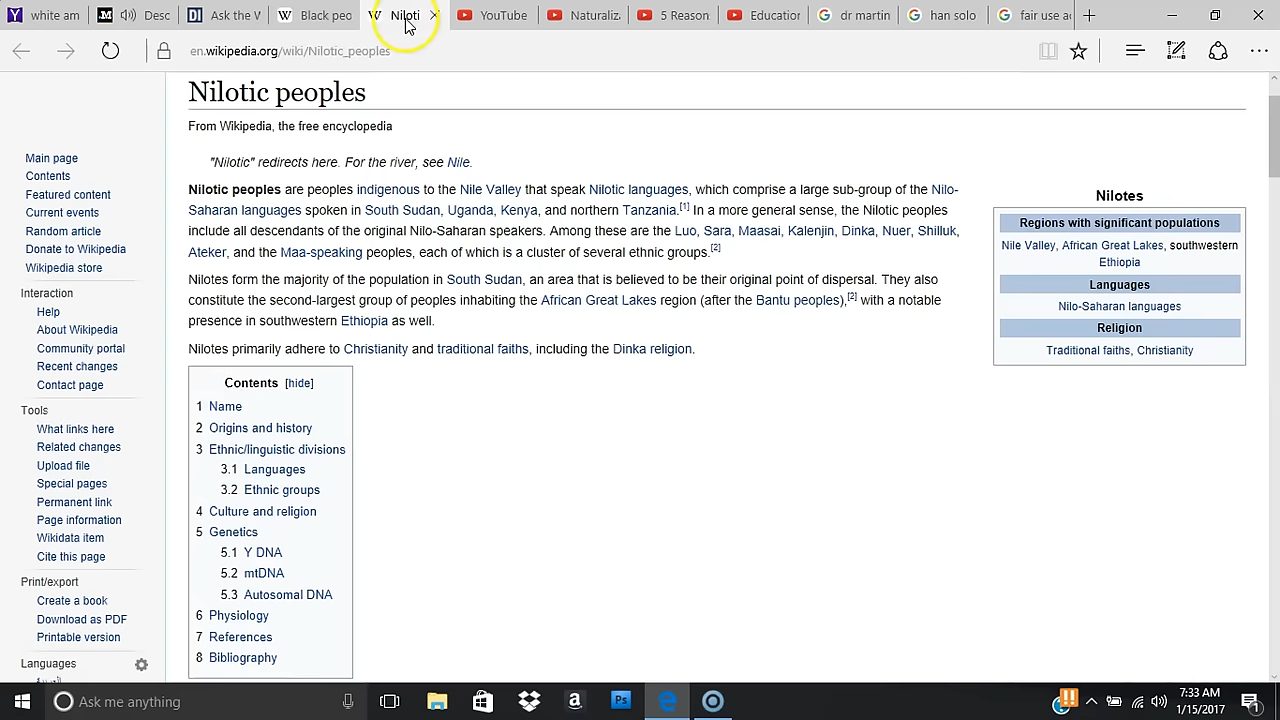 white am
Desc
Ask the W
Black peo
Niloti
YouTube
Naturaliz
5 Reason
Education
dr martin
han solo
fair use ac
en.wikipedia.org/wiki/Nilotic_peoples
Main page
Contents
Featured content
Current events
Random article
Donate to Wikipedia
Wikipedia store
Interaction
Help
About Wikipedia
Community portal
Recent changes
Contact page
Tools
What links here
Related changes
Upload file
Special pages
Permanent link
Page information
Wikidata item
Cite this page
Print/export
Create a book
Download as PDF
Printable version
Languages
Nilotic peoples
From Wikipedia, the free encyclopedia
"Nilotic" redirects here. For the river, see Nile.
Nilotic peoples are peoples indigenous to the Nile Valley that speak Nilotic languages, which comprise a large sub-group of the Nilo-
Saharan languages spoken in South Sudan, Uganda, Kenya, and northern Tanzania.[1] In a more general sense, the Nilotic peoples
include all descendants of the original Nilo-Saharan speakers. Among these are the Luo, Sara, Maasai, Kalenjin, Dinka, Nuer, Shilluk,
Ateker, and the Maa-speaking peoples, each of which is a cluster of several ethnic groups.[2]
Nilotes form the majority of the population in South Sudan, an area that is believed to be their original point of dispersal. They also
constitute the second-largest group of peoples inhabiting the African Great Lakes region (after the Bantu peoples),[2] with a notable
presence in southwestern Ethiopia as well.
Nilotes primarily adhere to Christianity and traditional faiths, including the Dinka religion.
Contents [hide]
1 Name
2 Origins and history
3 Ethnic/linguistic divisions
3.1 Languages
3.2 Ethnic groups
4 Culture and religion
5 Genetics
5.1 Y DNA
5.2 mtDNA
5.3 Autosomal DNA
6 Physiology
7 References
8 Bibliography
Nilotes
Regions with significant populations
Nile Valley, African Great Lakes, southwestern
Ethiopia
Languages
Nilo-Saharan languages
Religion
Traditional faiths, Christianity
Ask me anything
7:33 AM
1/15/2017